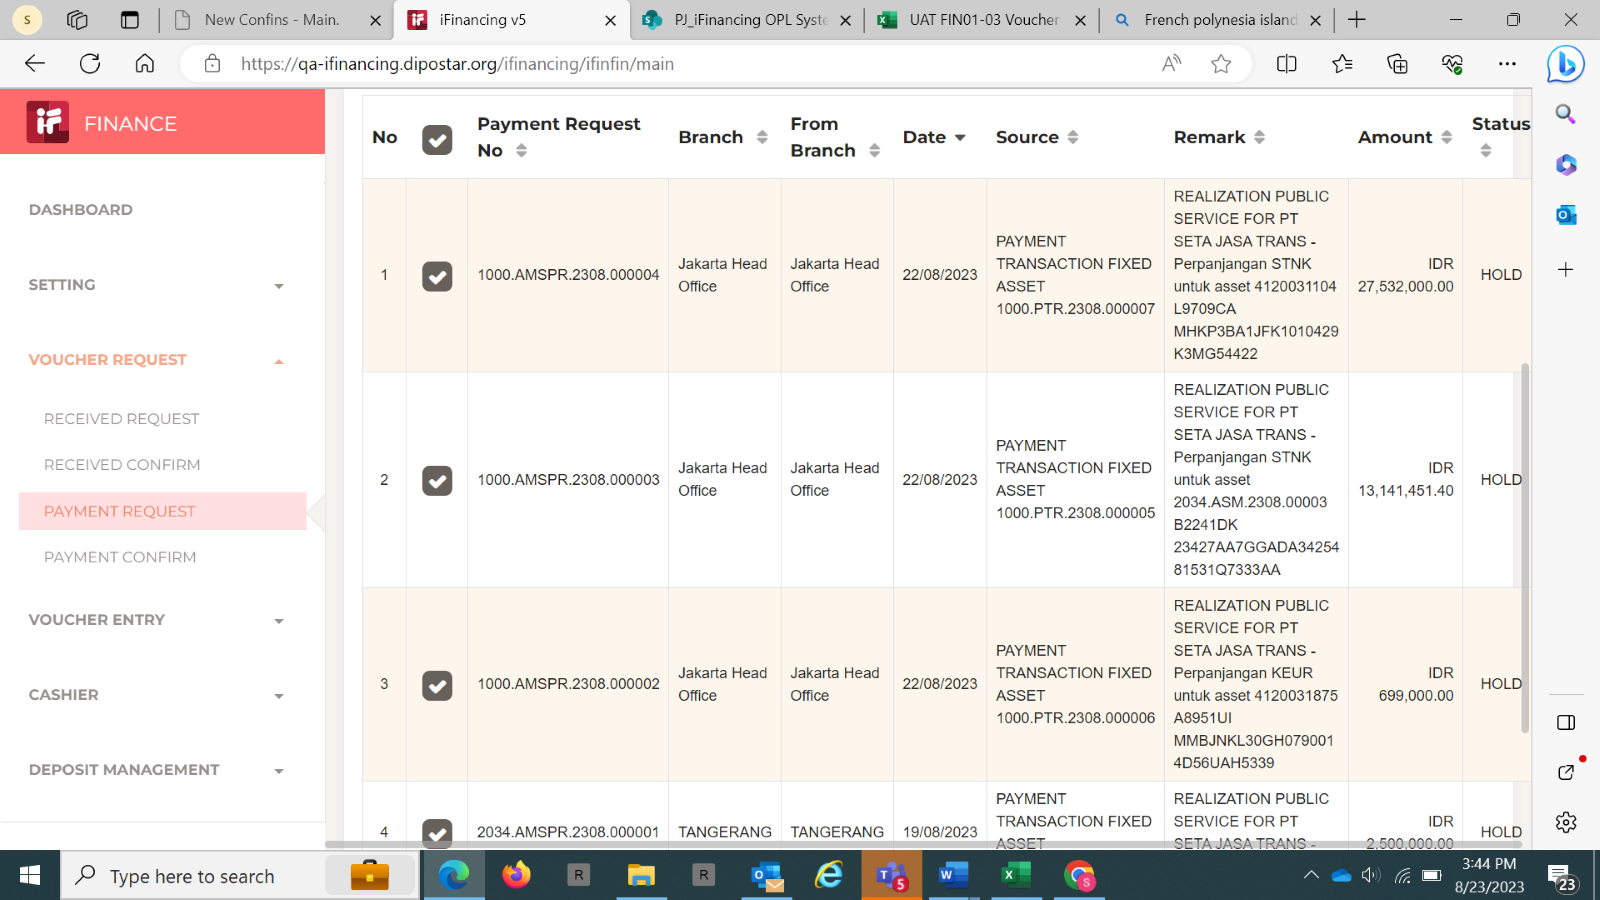 S
New Confins - Main.
iFinancing v5
PJ_iFinancing OPL Syste
UAT FIN01-03 Voucher
French polynesia island
https://qa-ifinancing.dipostar.org/ifinancing/ifinfin/main
iF FINANCE
DASHBOARD
SETTING
VOUCHER REQUEST
RECEIVED REQUEST
RECEIVED CONFIRM
PAYMENT REQUEST
PAYMENT CONFIRM
VOUCHER ENTRY
CASHIER
DEPOSIT MANAGEMENT
No
Payment Request
No
Branch
From
Branch
Date
Source
Remark
Amount
Status
1
1000.AMSPR.2308.000004
Jakarta Head
Office
Jakarta Head
Office
22/08/2023
PAYMENT
TRANSACTION FIXED
ASSET
1000.PTR.2308.000007
REALIZATION PUBLIC
SERVICE FOR PT
SETA JASA TRANS -
Perpanjangan STNK
untuk asset 4120031104
L9709CA
MHKP3BA1JFK1010429
K3MG54422
IDR
27,532,000.00
HOLD
2
1000.AMSPR.2308.000003
Jakarta Head
Office
Jakarta Head
Office
22/08/2023
PAYMENT
TRANSACTION FIXED
ASSET
1000.PTR.2308.000005
REALIZATION PUBLIC
SERVICE FOR PT
SETA JASA TRANS -
Perpanjangan STNK
untuk asset
2034.ASM.2308.00003
B2241DK
23427AA7GGADA34254
81531Q7333AA
IDR
13,141,451.40
HOLD
3
1000.AMSPR.2308.000002
Jakarta Head
Office
Jakarta Head
Office
22/08/2023
PAYMENT
TRANSACTION FIXED
ASSET
1000.PTR.2308.000006
REALIZATION PUBLIC
SERVICE FOR PT
SETA JASA TRANS -
Perpanjangan KEUR
untuk asset 4120031875
A8951UI
MMBJNKL30GH079001
4D56UAH5339
IDR
699,000.00
HOLD
4
2034.AMSPR.2308.000001
TANGERANG
TANGERANG
19/08/2023
PAYMENT
TRANSACTION FIXED
ASSET
REALIZATION PUBLIC
SERVICE FOR PT
SETA JASA TRANS -
IDR
2,500,000.00
HOLD
Type here to search
R
R
5
3:44 PM
8/23/2023
23